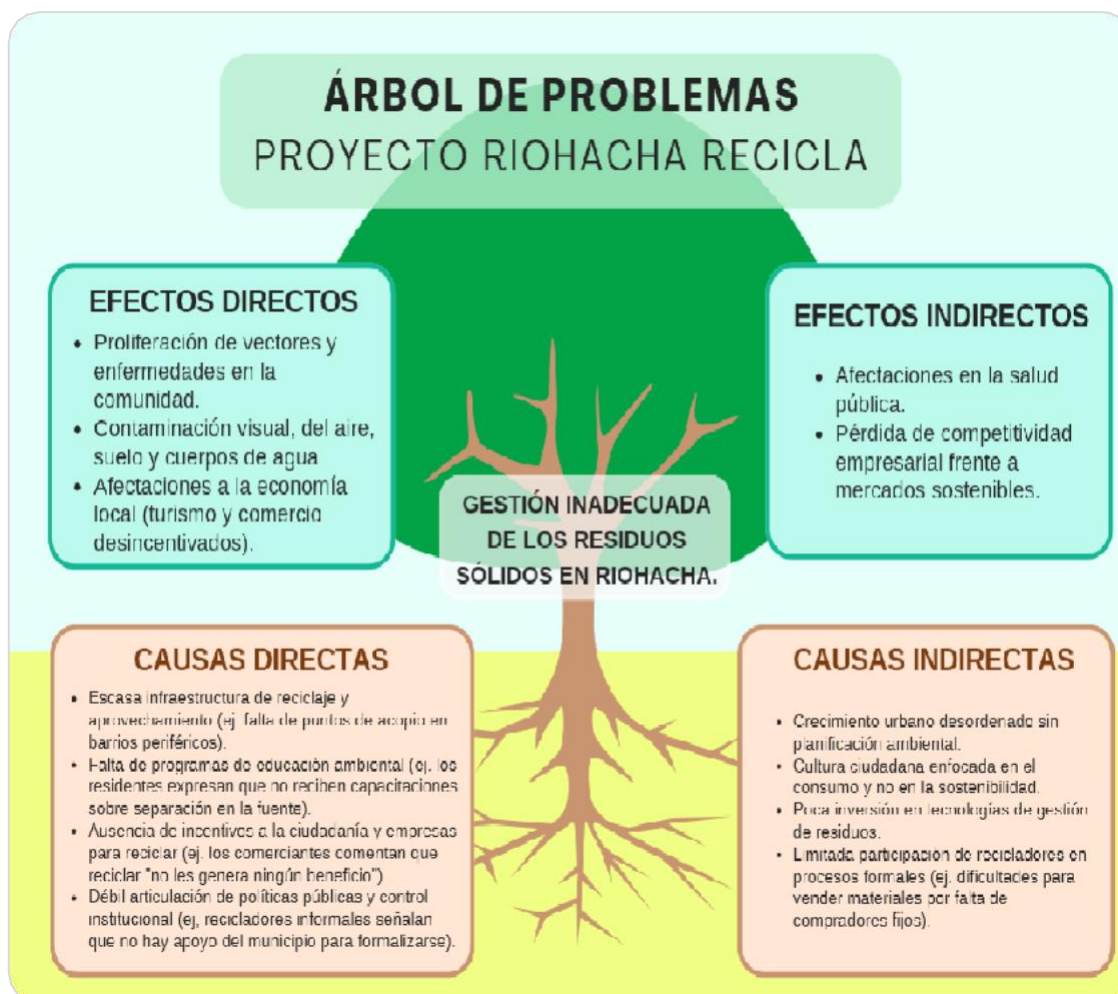 ÁRBOL DE PROBLEMAS
PROYECTO RIOHACHA RECICLA
EFECTOS DIRECTOS
• Proliferación de vectores y
enfermedades en la
comunidad.
• Contaminación visual, del aire,
suelo y cuerpos de agua
• Afectaciones a la economía
local (turismo y comercio
desincentivados).
EFECTOS INDIRECTOS
• Afectaciones en la salud
pública.
• Pérdida de competitividad
empresarial frente a
mercados sostenibles.
GESTIÓN INADECUADA
DE LOS RESIDUOS
SÓLIDOS EN RIOHACHA.
CAUSAS DIRECTAS
• Escasa infraestructura de reciclaje y
aprovechamiento (ej. falta de puntos de acopio en
barrios periféricos).
• Falta de programas de educación ambiental (ej. los
residentes expresan que no reciben capacitaciones
sobre separación en la fuente).
• Ausencia de incentivos a la ciudadanía y empresas
para reciclar (ej. los comerciantes comentan que
reciclar "no les genera ningún beneficio")
• Débil articulación de políticas públicas y control
institucional (ej, recicladores informales señalan
que no hay apoyo del municipio para formalizarse).
CAUSAS INDIRECTAS
• Crecimiento urbano desordenado sin
planificación ambiental.
• Cultura ciudadana enfocada en el
consumo y no en la sostenibilidad.
• Poca inversión en tecnologías de gestión
de residuos.
• Limitada participación de recicladores en
procesos formales (ej. dificultades para
vender materiales por falta de
compradores fijos).